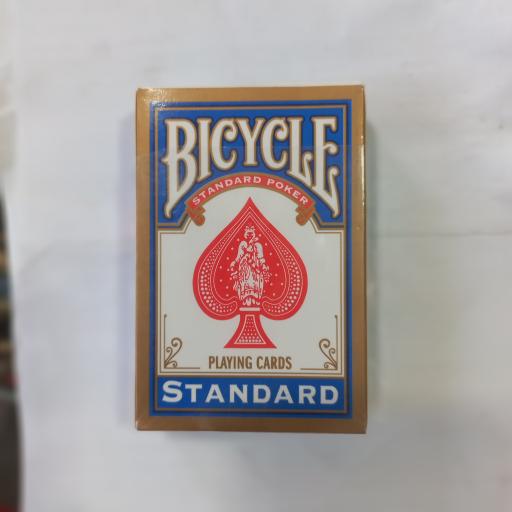 BICYCLE
STANDARD POKER
PLAYING CARDS
STANDARD